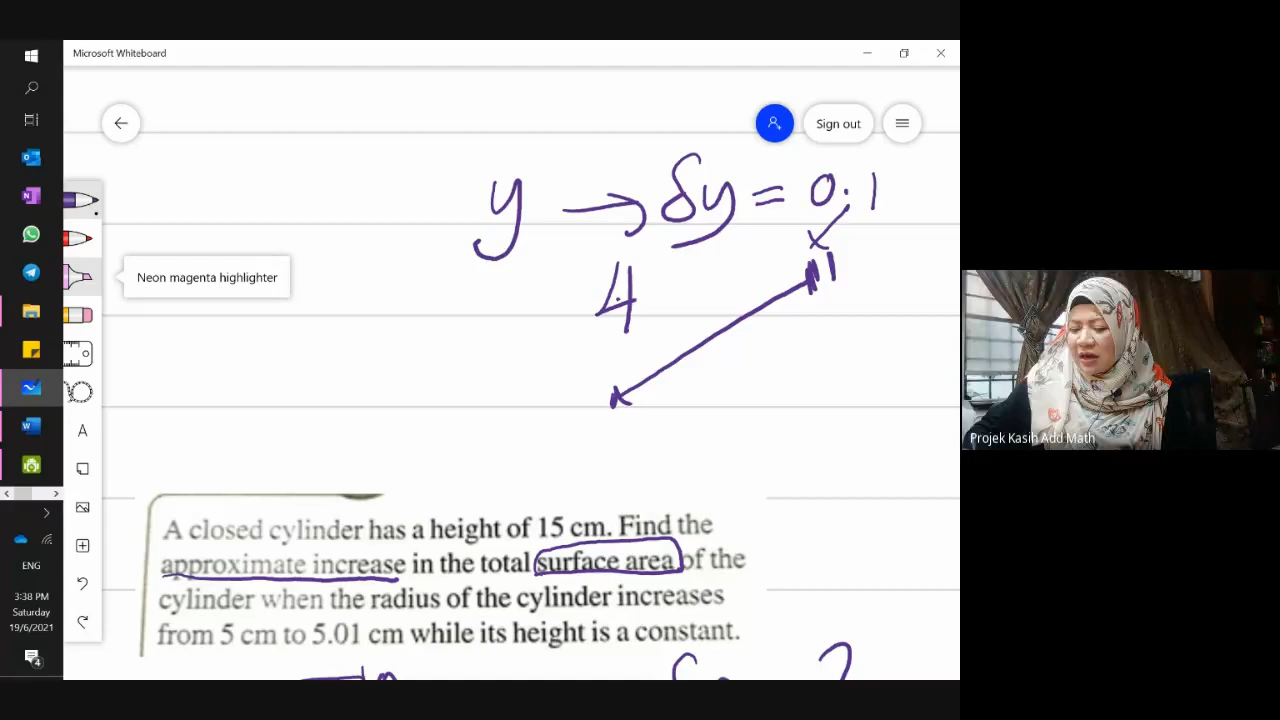 Microsoft Whiteboard
Sign out
y → δy = 0.1
4
Neon magenta highlighter
A
A closed cylinder has a height of 15 cm. Find the
approximate increase in the total surface area of the
cylinder when the radius of the cylinder increases
from 5 cm to 5.01 cm while its height is a constant.
ENG
3:38 PM
Saturday
19/6/2021
4
Projek Kasih Add Math